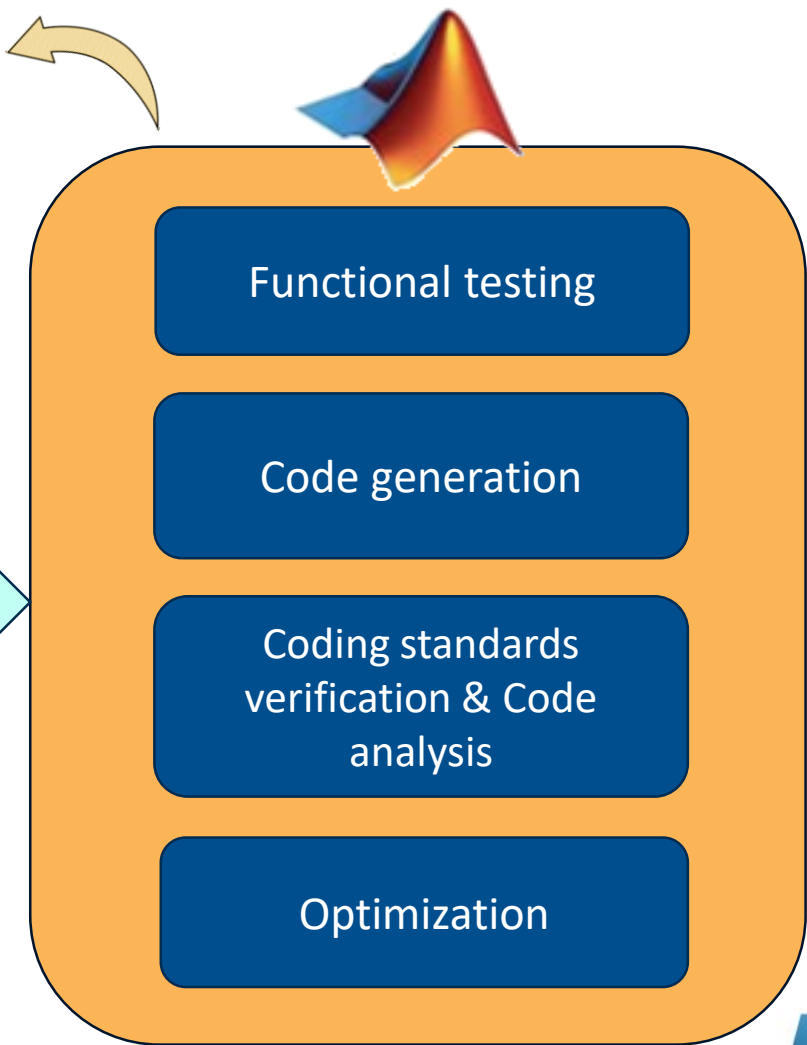 Functional testing
Code generation
Coding standards
verification & Code
analysis
Optimization